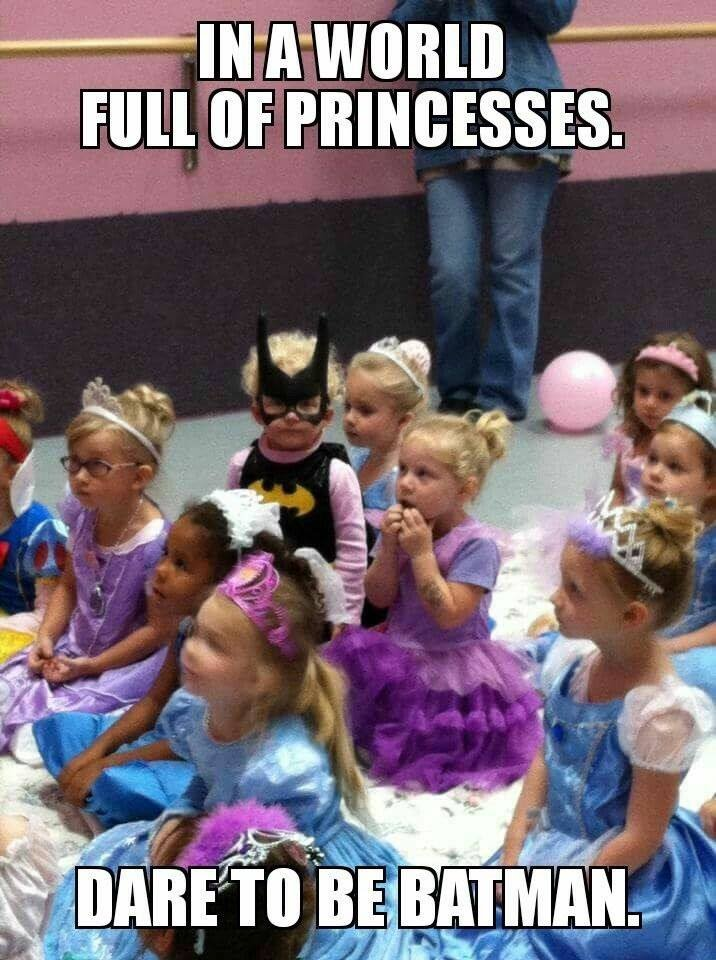 IN A WORLD
FULL OF PRINCESSES.
DARE TO BE BATMAN.